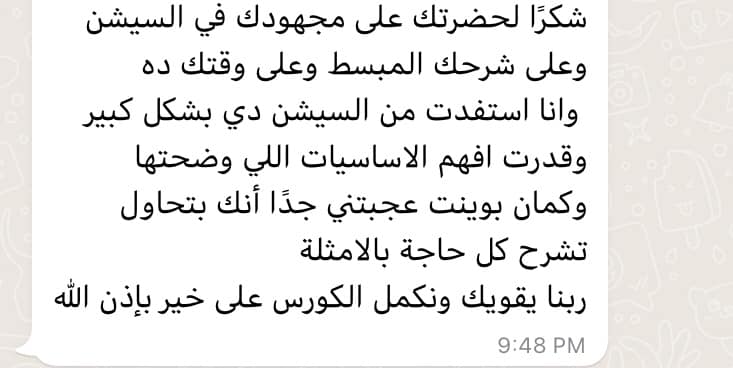 شكرًا لحضرتك على مجهودك في السيشن
وعلى شرحك المبسط وعلى وقتك ده
وانا استفدت من السيشن دي بشكل كبير
وقدرت افهم الاساسيات اللي وضحتها
وكمان بوينت عجبتني جدًا أنك بتحاول
تشرح كل حاجة بالامثلة
ربنا يقويك ونكمل الكورس على خير بإذن الله
9:48 PM